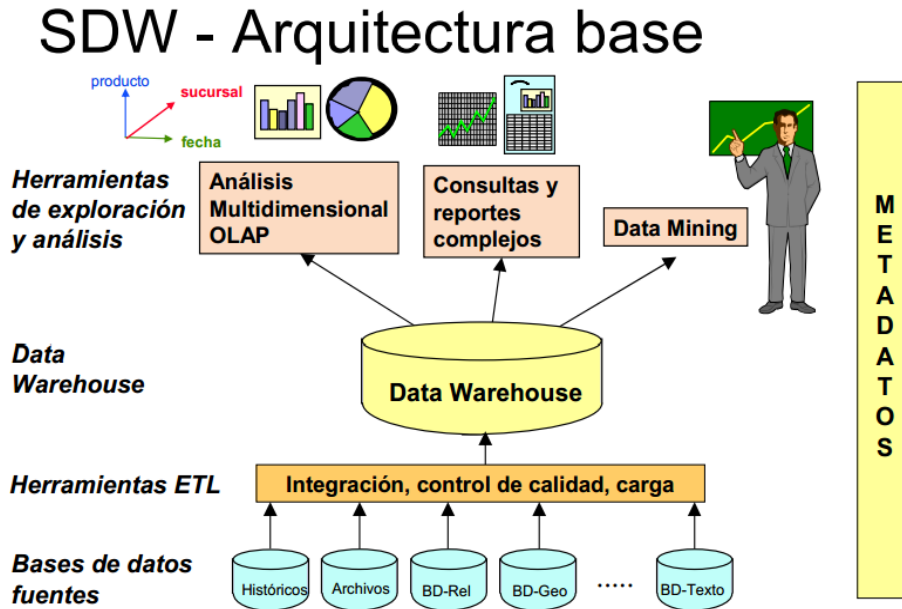 SDW - Arquitectura base
producto
sucursal
fecha
Herramientas
de exploración
y análisis
Análisis
Multidimensional
OLAP
Consultas y
reportes
complejos
Data Mining
Data
Warehouse
Data Warehouse
Herramientas ETL
Integración, control de calidad, carga
Bases de datos
fuentes
Históricos
Archivos
BD-Rel
BD-Geo
.....
BD-Texto
M
E
T
A
D
A
T
O
S